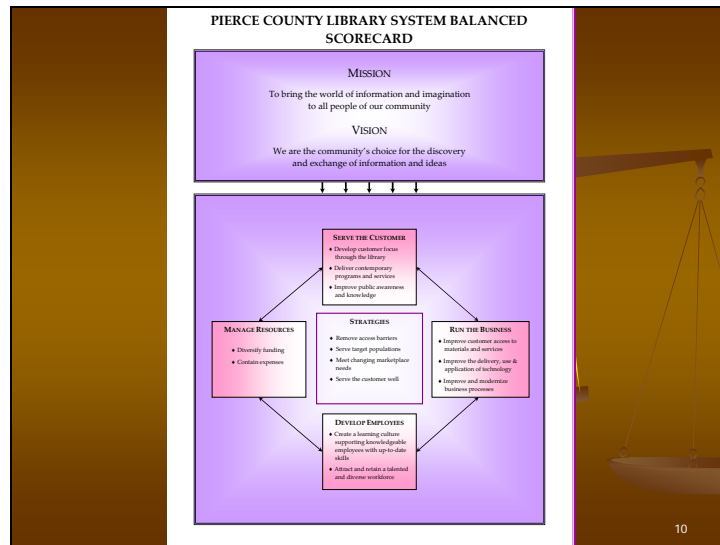 PIERCE COUNTY LIBRARY SYSTEM BALANCED
SCORECARD
MISSION
To bring the world of information and imagination
to all people of our community
VISION
We are the community's choice for the discovery
and exchange of information and ideas
SERVE THE CUSTOMER
♦ Develop customer focus
through the library
♦ Deliver contemporary
programs and services
♦ Improve public awareness
and knowledge
MANAGE RESOURCES
♦ Diversify funding
♦ Contain expenses
STRATEGIES
♦ Remove access barriers
♦ Serve target populations
♦ Meet changing marketplace
needs
♦ Serve the customer well
RUN THE BUSINESS
♦ Improve customer access to
materials and services
♦ Improve the delivery, use &
application of technology
♦ Improve and modernize
business processes
DEVELOP EMPLOYEES
♦ Create a learning culture
supporting knowledgeable
employees with up-to-date
skills
♦ Attract and retain a talented
and diverse workforce
10